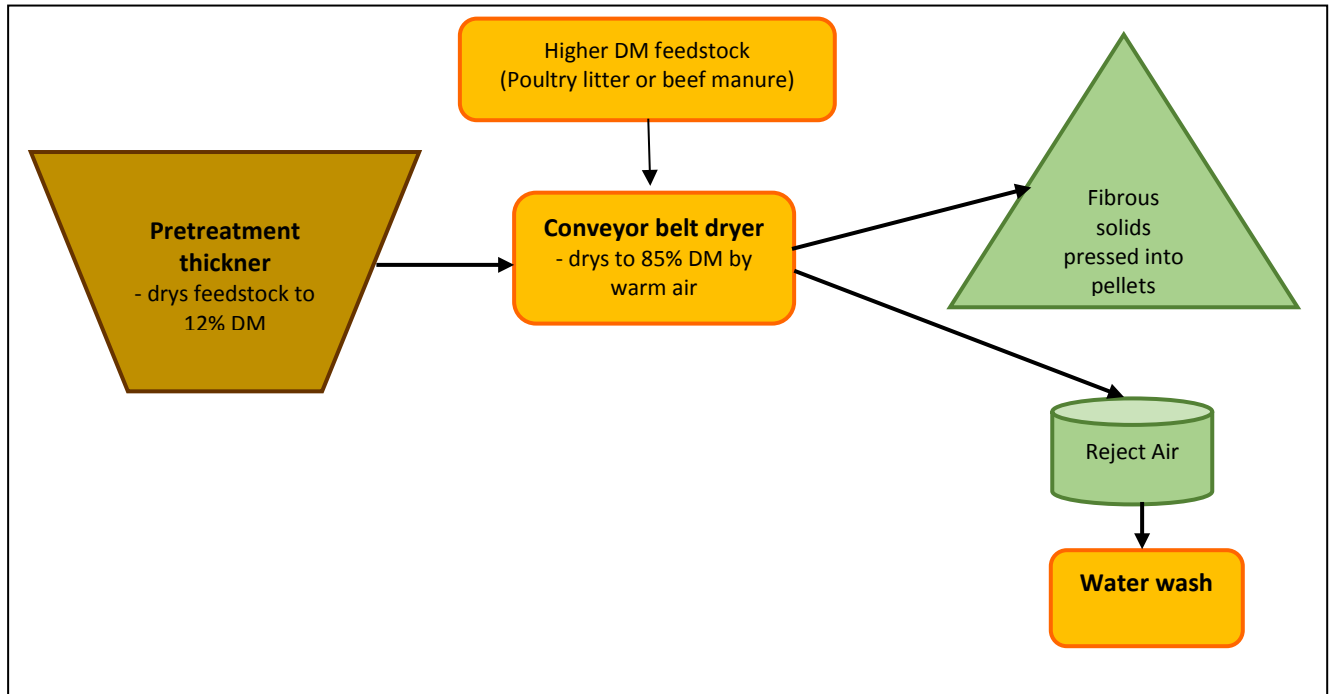 Higher DM feedstock
(Poultry litter or beef manure)
Pretreatment
thickner
- drys feedstock to
12% DM
Conveyor belt dryer
- drys to 85% DM by
warm air
Fibrous
solids
pressed into
pellets
Reject Air
Water wash